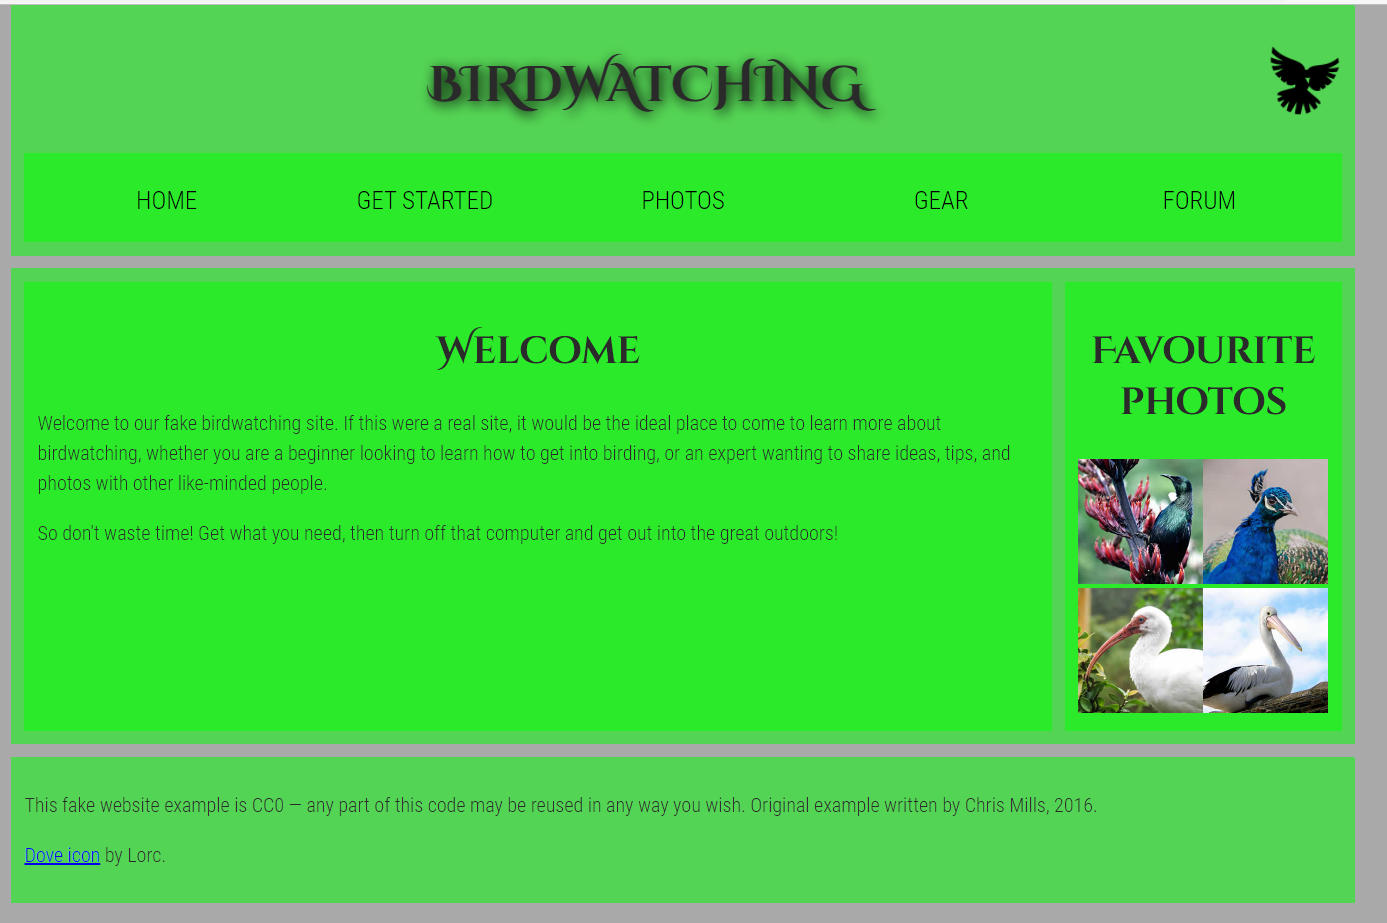 BIRDWATCHING
HOME GET STARTED PHOTOS GEAR FORUM
Welcome
Welcome to our fake birdwatching site. If this were a real site, it would be the ideal place to come to learn more about
birdwatching, whether you are a beginner looking to learn how to get into birding, or an expert wanting to share ideas, tips, and
photos with other like-minded people.
So don't waste time! Get what you need, then turn off that computer and get out into the great outdoors!
Favourite
photos
This fake website example is CC0 — any part of this code may be reused in any way you wish. Original example written by Chris Mills, 2016.
Dove icon by Lorc.